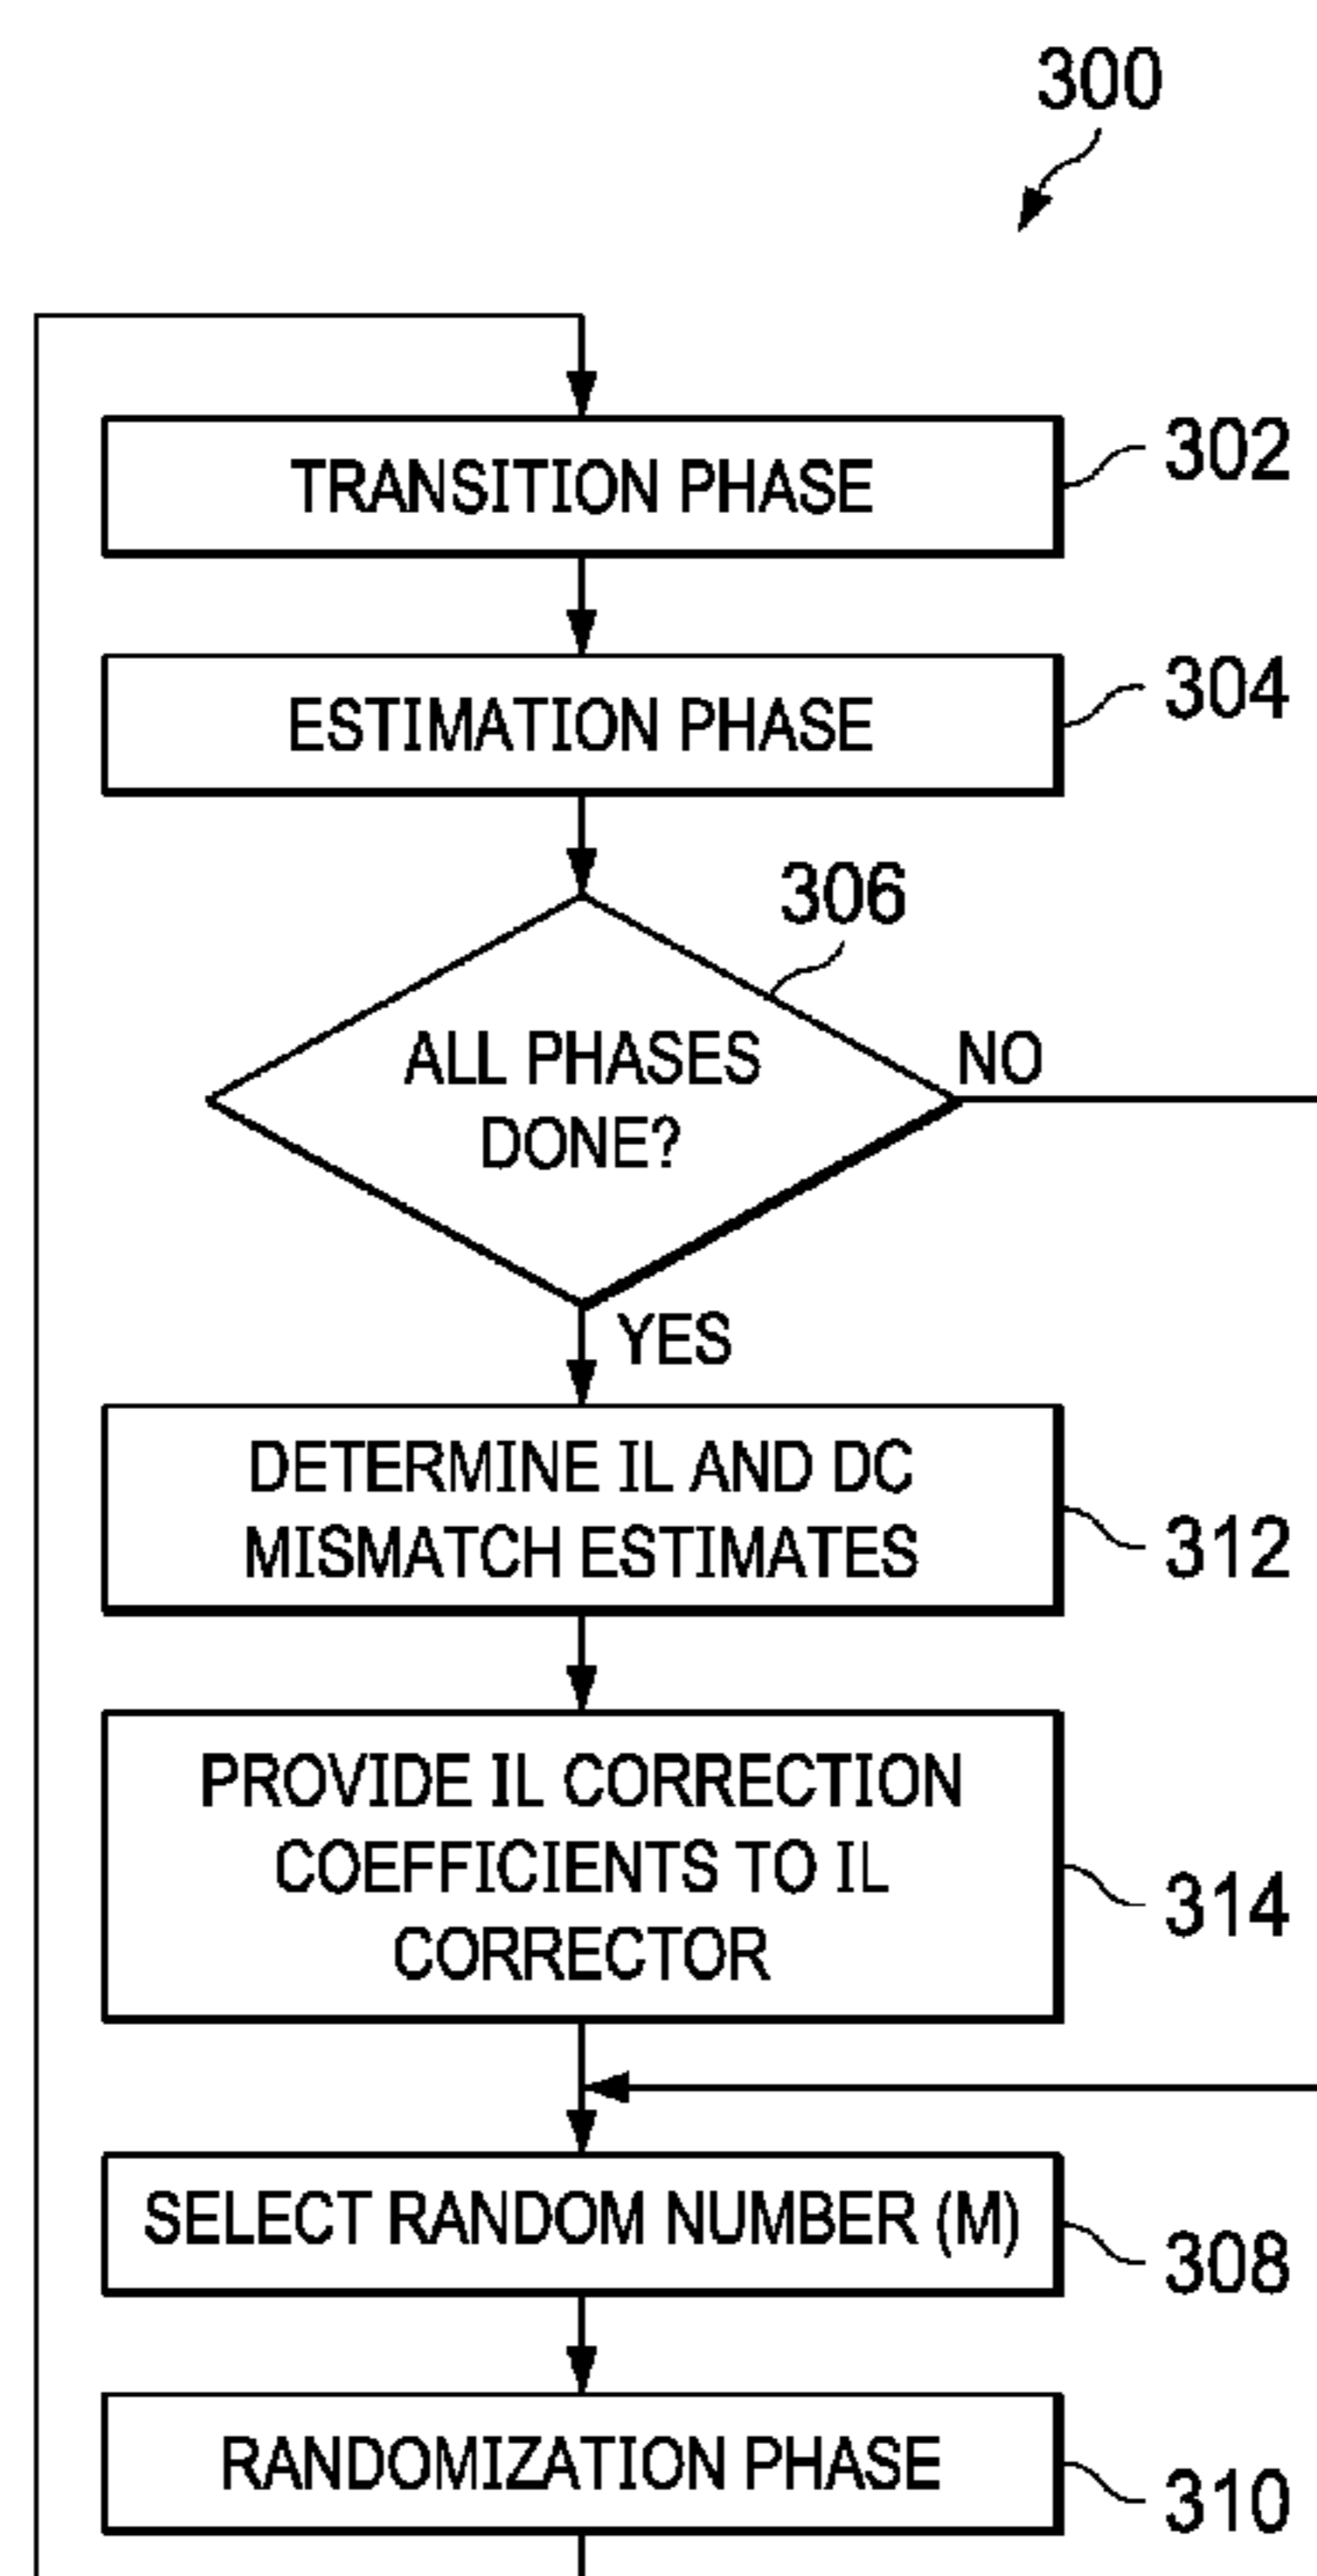 300
TRANSITION PHASE
302
ESTIMATION PHASE
304
306
ALL PHASES
DONE?
NO
YES
DETERMINE IL AND DC
MISMATCH ESTIMATES
312
PROVIDE IL CORRECTION
COEFFICIENTS TO IL
CORRECTOR
314
SELECT RANDOM NUMBER (M)
308
RANDOMIZATION PHASE
310